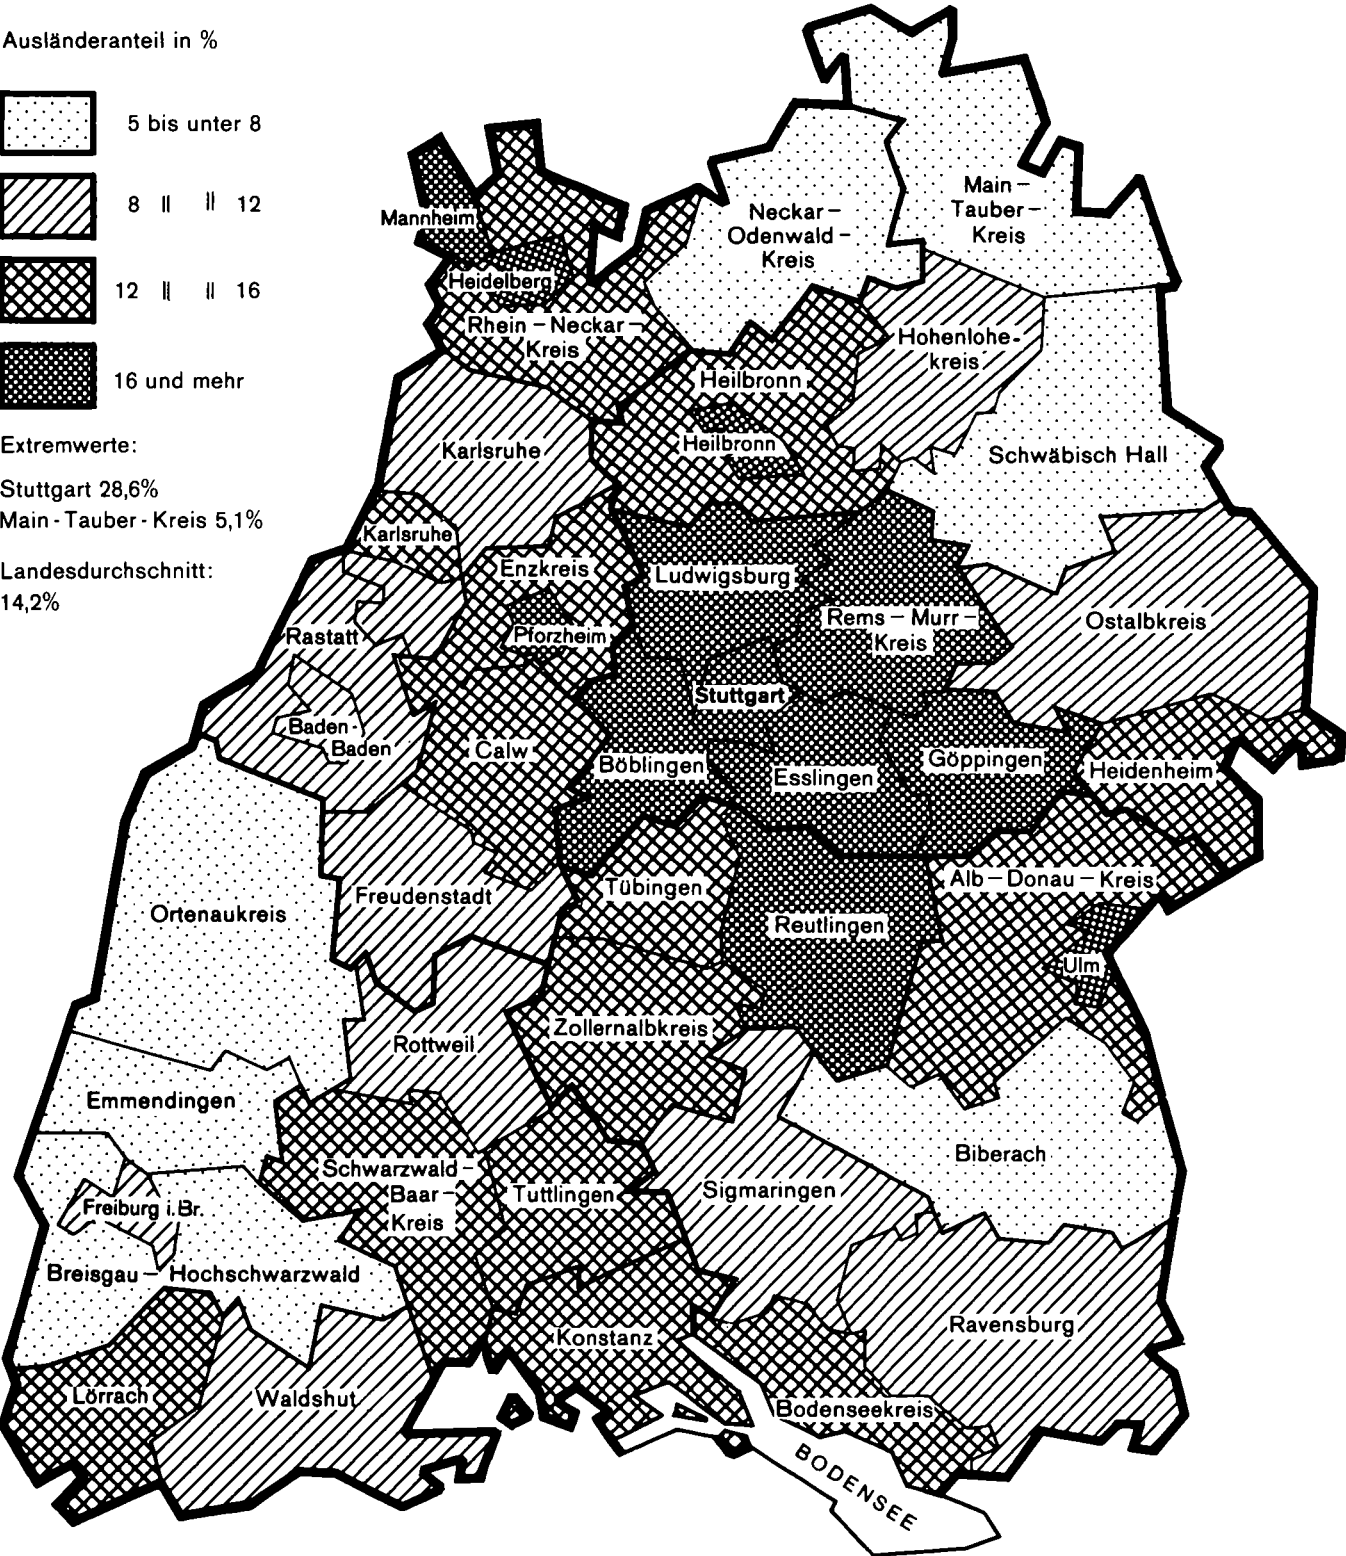 Ausländeranteil in %
5 bis unter 8
8 " " 12
12 " " 16
16 und mehr
Extremwerte:
Stuttgart 28,6%
Main-Tauber-Kreis 5,1%
Landesdurchschnitt:
14,2%
Mannheim
Heidelberg
Rhein-Neckar-
Kreis
Neckar-
Odenwald-
Kreis
Main-
Tauber-
Kreis
Hohenlohe-
kreis
Heilbronn
Heilbronn
Schwäbisch Hall
Karlsruhe
Karlsruhe
Enzkreis
Pforzheim
Ludwigsburg
Rems-Murr-
Kreis
Ostalbkreis
Rastatt
Baden-
Baden
Calw
Stuttgart
Böblingen
Esslingen
Göppingen
Heidenheim
Freudenstadt
Tübingen
Reutlingen
Alb-Donau-Kreis
Ulm
Ortenaukreis
Rottweil
Zollernalbkreis
Emmendingen
Biberach
Schwarzwald-
Baar-
Kreis
Tuttlingen
Sigmaringen
Freiburg i.Br.
Breisgau-Hochschwarzwald
Lörrach
Waldshut
Konstanz
Ravensburg
Bodenseekreis
BODENSEE